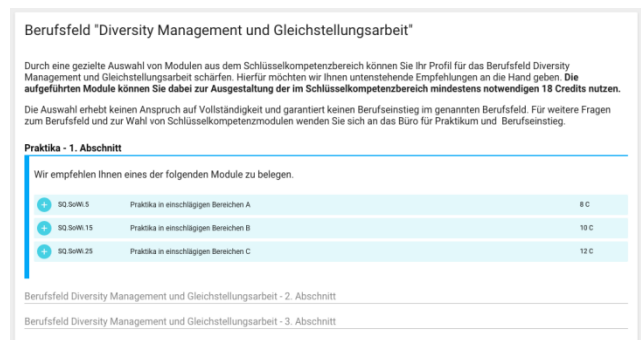 Berufsfeld "Diversity Management und Gleichstellungsarbeit"
Durch eine gezielte Auswahl von Modulen aus dem Schlüsselkompetenzbereich können Sie Ihr Profil für das Berufsfeld Diversity
Management und Gleichstellungsarbeit schärfen. Hierfür möchten wir Ihnen untenstehende Empfehlungen an die Hand geben. Die
aufgeführten Module können Sie dabei zur Ausgestaltung der im Schlüsselkompetenzbereich mindestens notwendigen 18 Credits nutzen.
Die Auswahl erhebt keinen Anspruch auf Vollständigkeit und garantiert keinen Berufseinstieg im genannten Berufsfeld. Für weitere Fragen
zum Berufsfeld und zur Wahl von Schlüsselkompetenzmodulen wenden Sie sich an das Büro für Praktikum und Berufseinstieg.
Praktika - 1. Abschnitt
Wir empfehlen Ihnen eines der folgenden Module zu belegen.
+ SQ.SoWi.5 Praktika in einschlägigen Bereichen A 8 C
+ SQ.SoWi.15 Praktika in einschlägigen Bereichen B 10 C
+ SQ.SoWi.25 Praktika in einschlägigen Bereichen C 12 C
Berufsfeld Diversity Management und Gleichstellungsarbeit - 2. Abschnitt
Berufsfeld Diversity Management und Gleichstellungsarbeit - 3. Abschnitt